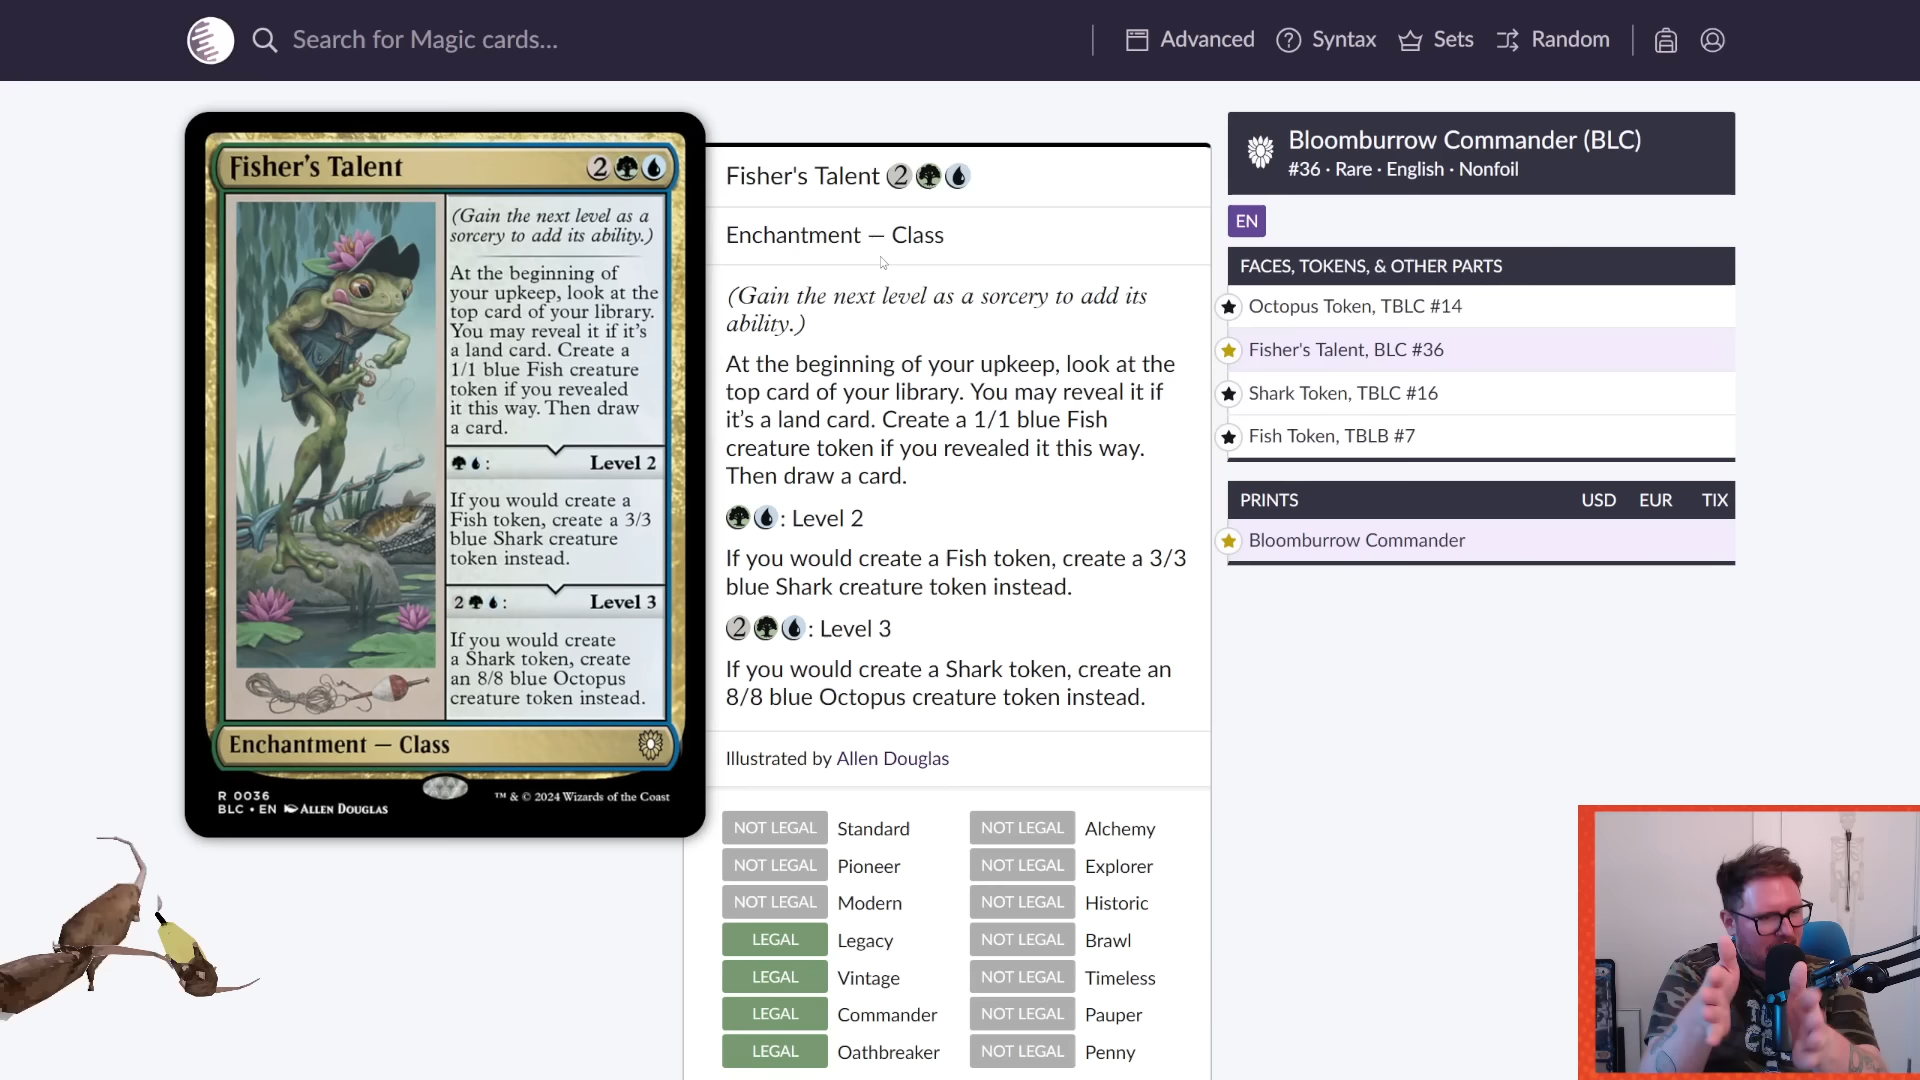 Search for Magic cards...
Advanced
Syntax
Sets
Random
Fisher's Talent 2
(Gain the next level as a
sorcery to add its ability.)
At the beginning of
your upkeep, look at the
top card of your library.
You may reveal it if it's
a land card. Create a
1/1 blue Fish creature
token if you revealed
it this way. Then draw
a card.
: Level 2
If you would create a
Fish token, create a 3/3
blue Shark creature
token instead.
2 : Level 3
If you would create
a Shark token, create
an 8/8 blue Octopus
creature token instead.
Enchantment — Class
R 0036
BLC • EN ALLEN DOUGLAS
™ & © 2024 Wizards of the Coast
Fisher's Talent 2
Enchantment — Class
(Gain the next level as a sorcery to add its
ability.)
At the beginning of your upkeep, look at the
top card of your library. You may reveal it if
it's a land card. Create a 1/1 blue Fish
creature token if you revealed it this way.
Then draw a card.
: Level 2
If you would create a Fish token, create a 3/3
blue Shark creature token instead.
2 : Level 3
If you would create a Shark token, create an
8/8 blue Octopus creature token instead.
Illustrated by Allen Douglas
NOT LEGAL Standard NOT LEGAL Alchemy
NOT LEGAL Pioneer NOT LEGAL Explorer
NOT LEGAL Modern NOT LEGAL Historic
LEGAL Legacy NOT LEGAL Brawl
LEGAL Vintage NOT LEGAL Timeless
LEGAL Commander NOT LEGAL Pauper
LEGAL Oathbreaker NOT LEGAL Penny
Bloomburrow Commander (BLC)
#36 · Rare · English · Nonfoil
EN
FACES, TOKENS, & OTHER PARTS
Octopus Token, TBLC #14
Fisher's Talent, BLC #36
Shark Token, TBLC #16
Fish Token, TBLB #7
PRINTS USD EUR TIX
Bloomburrow Commander